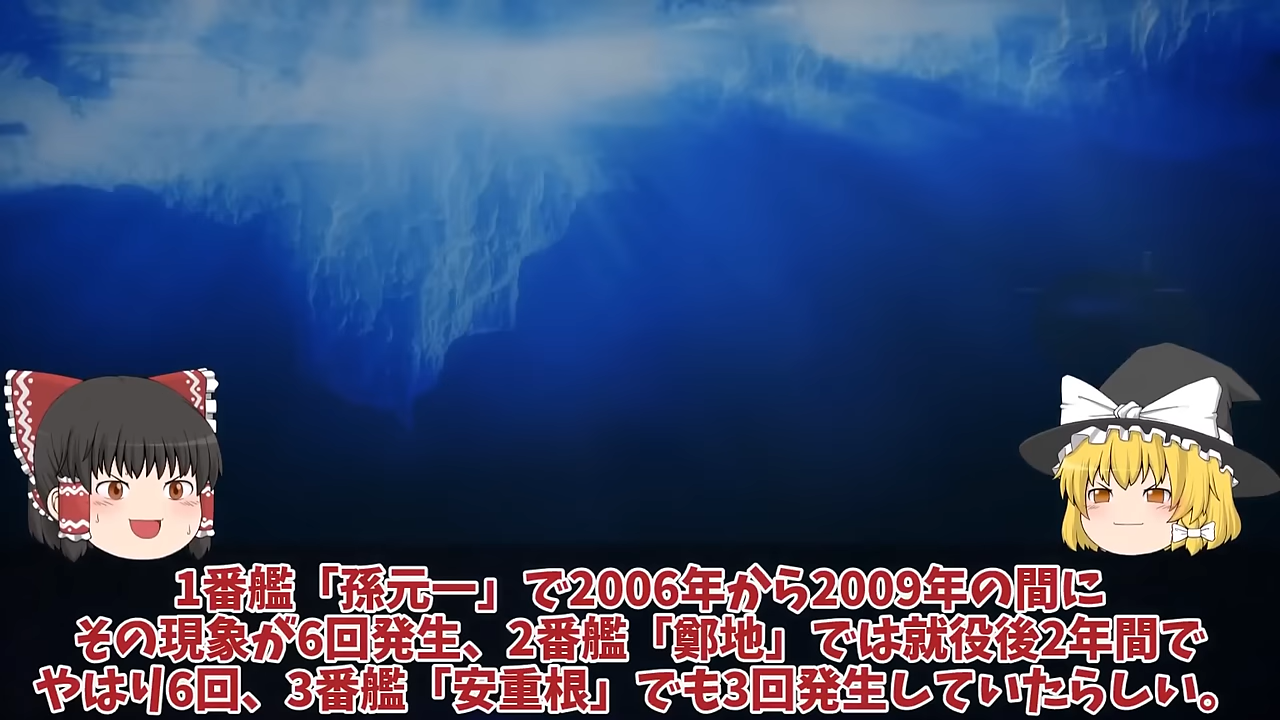 1番艦「孫元一」で2006年から2009年の間に
その現象が6回発生、2番艦「鄭地」では就役後2年間で
やはり6回、3番艦「安重根」でも3回発生していたらしい。